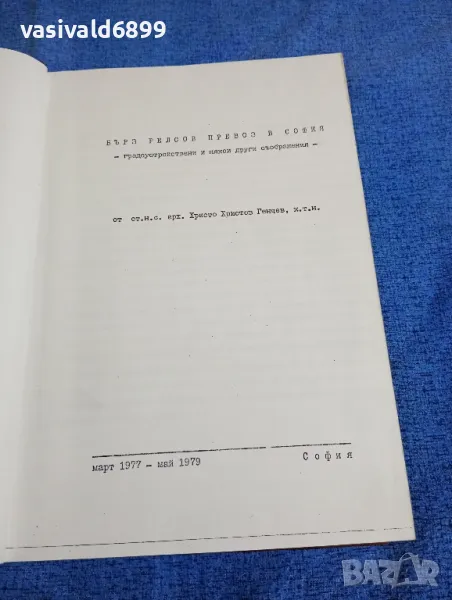 vasivald6899
БЪРЗ РЕЛСОВ ПРЕВОЗ В СОФИЯ
- градоустройствени и някои други съображения -
от ст.н.с. арх. Христо Христов Генчев, к.т.н.
март 1977 - май 1979 София
BAZAR